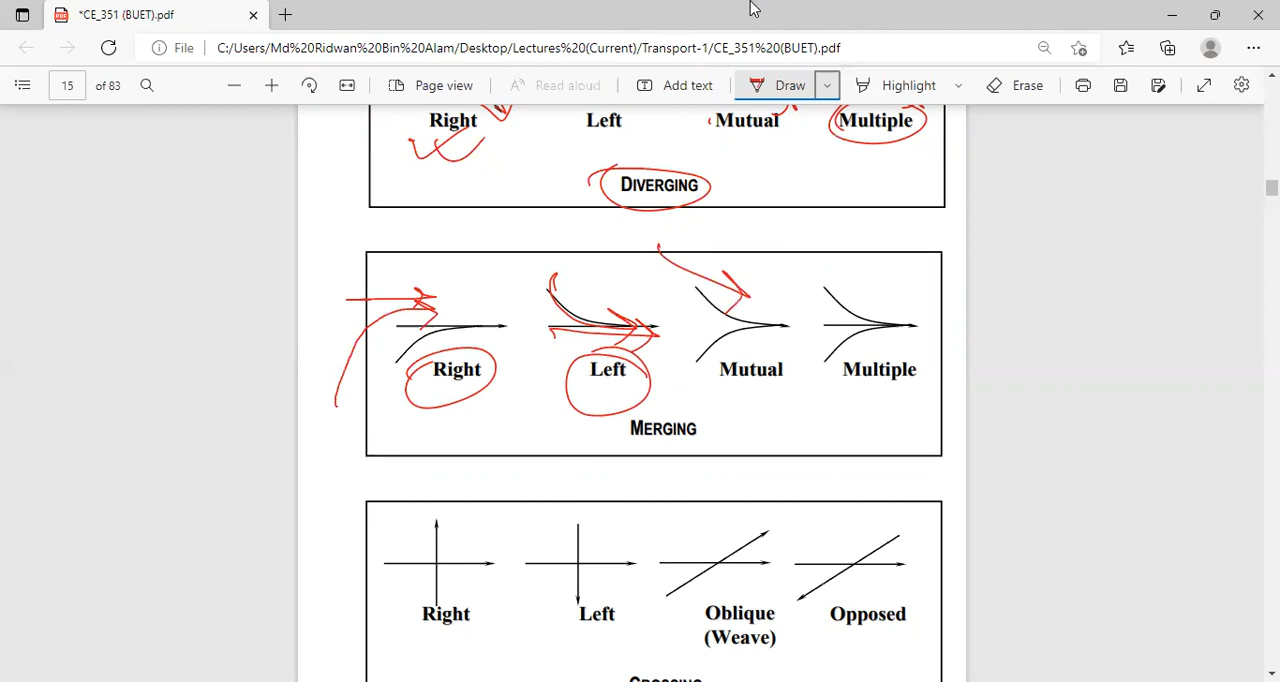 *CE_351 (BUET).pdf
File C:/Users/Md%20Ridwan%20Bin%20Alam/Desktop/Lectures%20(Current)/Transport-1/CE_351%20(BUET).pdf
15 of 83 Page view Read aloud Add text Draw Highlight Erase
Right Left Mutual Multiple
DIVERGING
Right Left Mutual Multiple
MERGING
Right Left Oblique Opposed
(Weave)
CROSSING